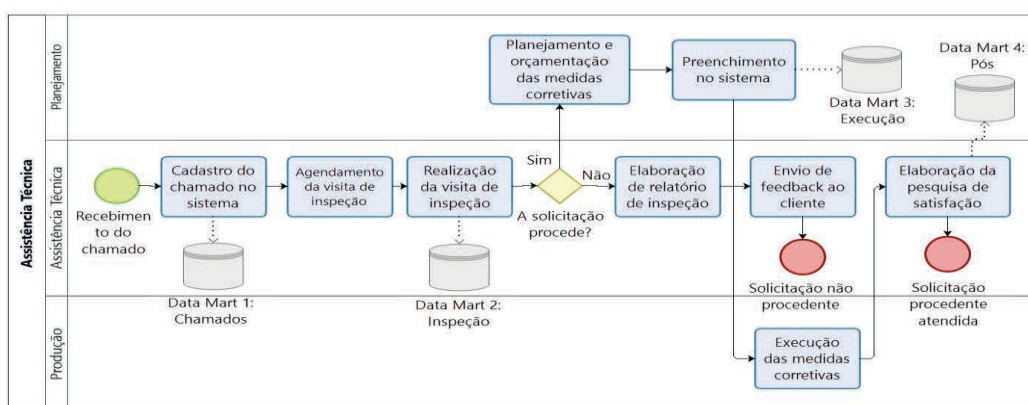 Assistência Técnica
Planejamento
Planejamento e
orçamentação
das medidas
corretivas
Preenchimento
no sistema
Data Mart 3:
Execução
Data Mart 4:
Pós
Assistência Técnica
Recebimen
to do
chamado
Cadastro do
chamado no
sistema
Data Mart 1:
Chamados
Agendamento
da visita de
inspeção
Realização
da visita de
inspeção
Data Mart 2:
Inspeção
Sim
Não
A solicitação
procede?
Elaboração
de relatório
de inspeção
Envio de
feedback ao
cliente
Solicitação não
procedente
Elaboração da
pesquisa de
satisfação
Solicitação
procedente
atendida
Produção
Execução
das medidas
corretivas